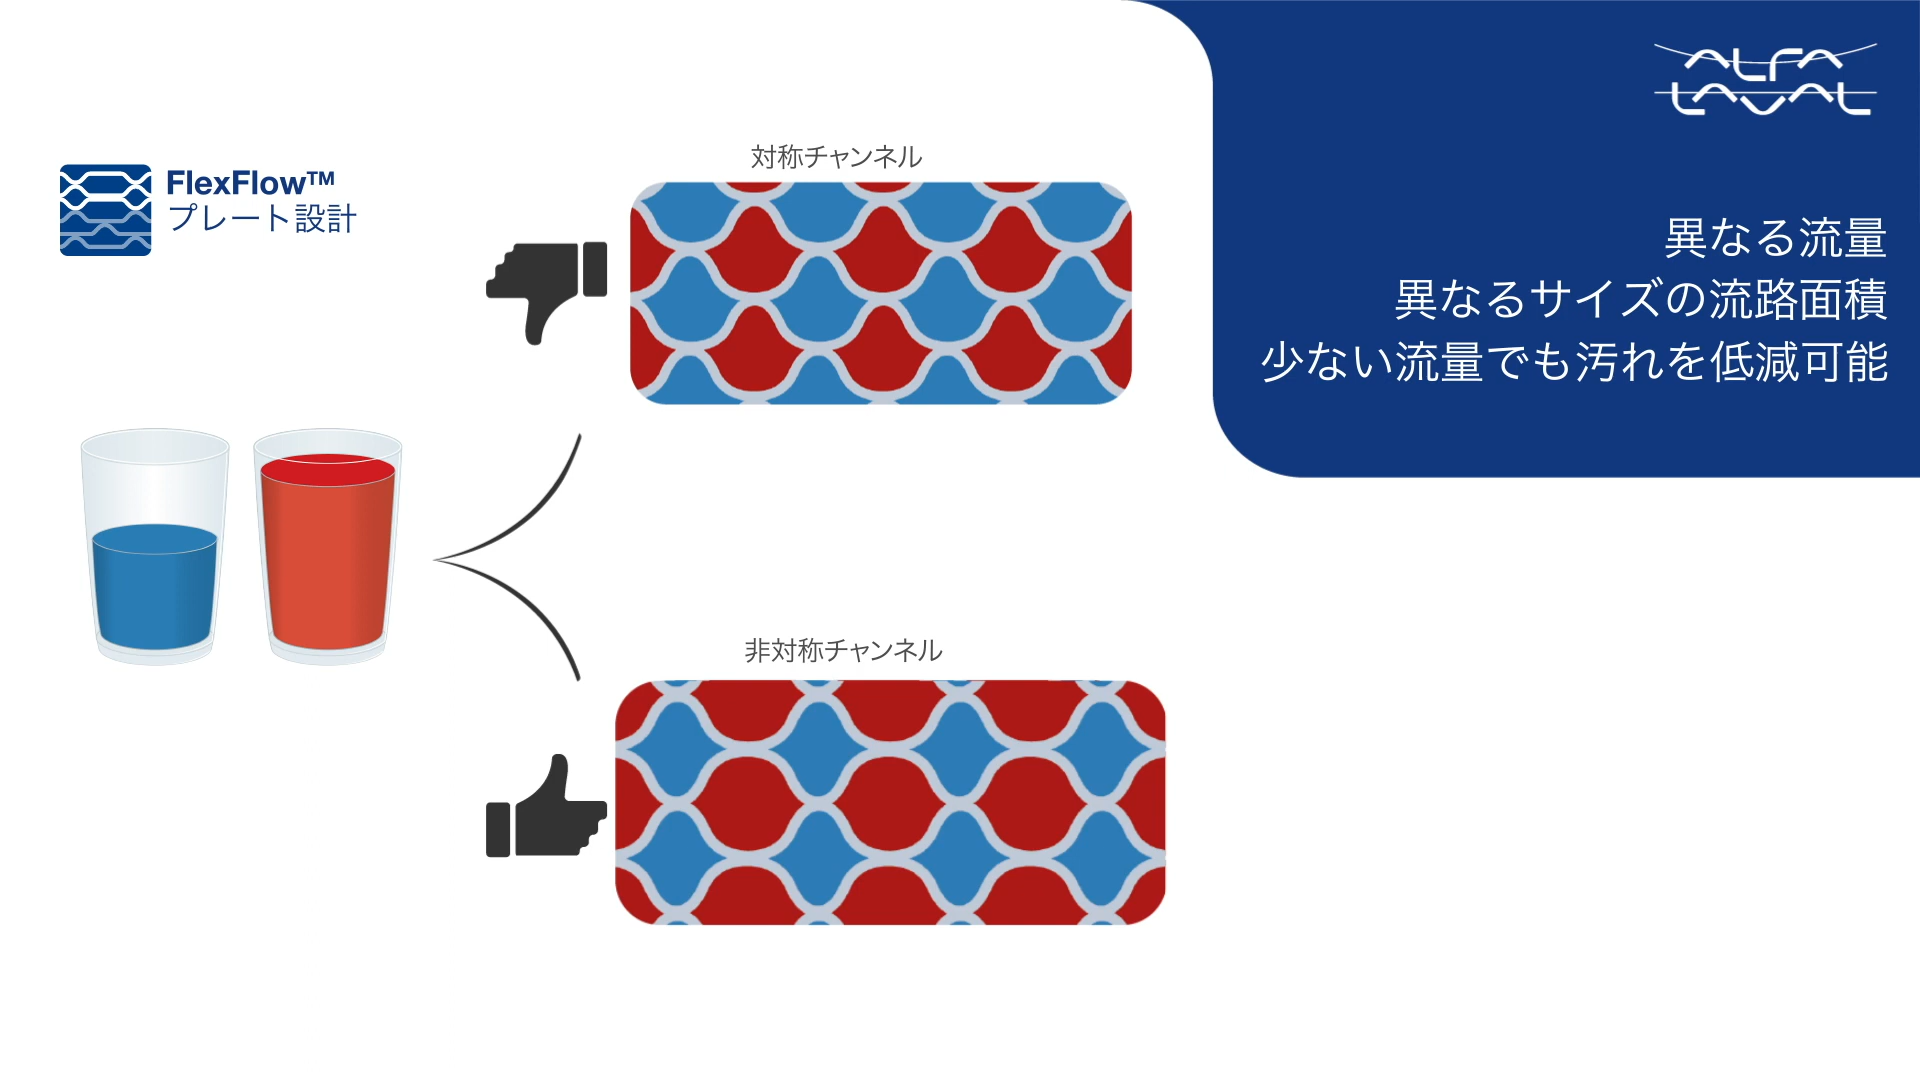 ALFA
LAVAL
FlexFlow™
プレート設計
対称チャンネル
異なる流量
異なるサイズの流路面積
少ない流量でも汚れを低減可能
非対称チャンネル